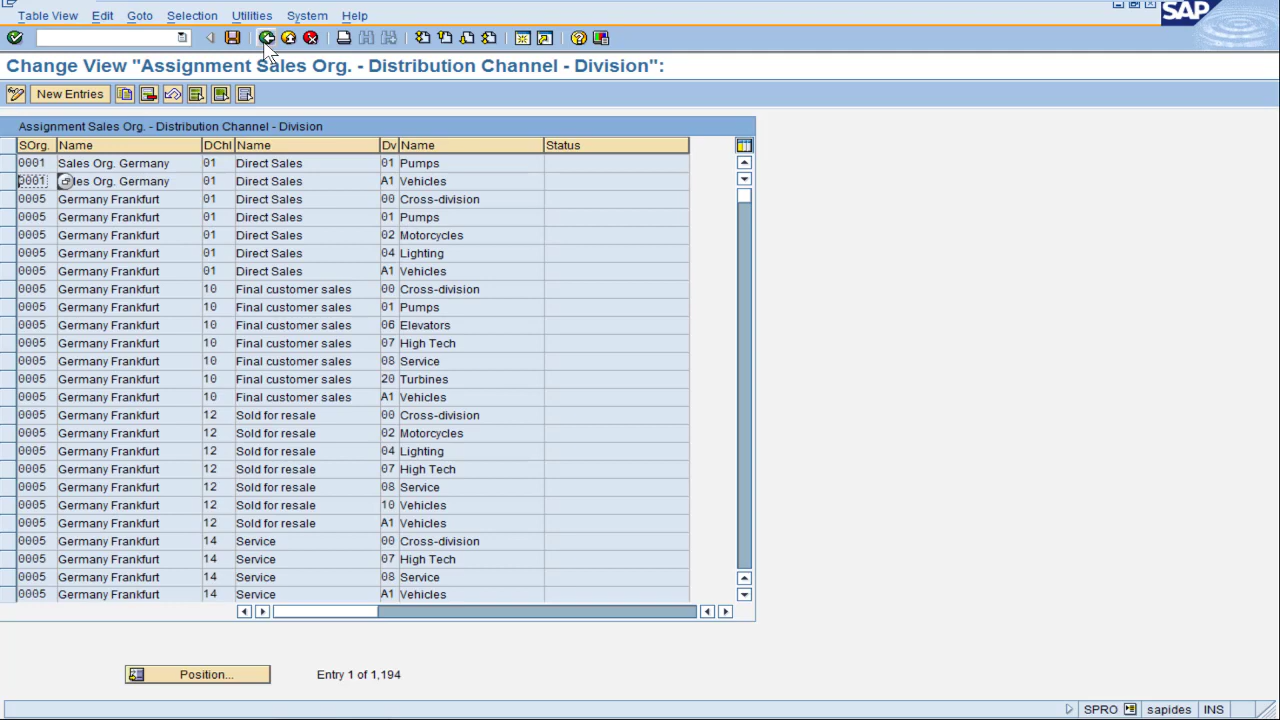 Table View Edit Goto Selection Utilities System Help
SAP
Change View "Assignment Sales Org. - Distribution Channel - Division":
New Entries
Assignment Sales Org. - Distribution Channel - Division
SOrg. Name DChl Name Dv Name Status
0001 Sales Org. Germany 01 Direct Sales 01 Pumps
0001 les Org. Germany 01 Direct Sales A1 Vehicles
0005 Germany Frankfurt 01 Direct Sales 00 Cross-division
0005 Germany Frankfurt 01 Direct Sales 01 Pumps
0005 Germany Frankfurt 01 Direct Sales 02 Motorcycles
0005 Germany Frankfurt 01 Direct Sales 04 Lighting
0005 Germany Frankfurt 01 Direct Sales A1 Vehicles
0005 Germany Frankfurt 10 Final customer sales 00 Cross-division
0005 Germany Frankfurt 10 Final customer sales 01 Pumps
0005 Germany Frankfurt 10 Final customer sales 06 Elevators
0005 Germany Frankfurt 10 Final customer sales 07 High Tech
0005 Germany Frankfurt 10 Final customer sales 08 Service
0005 Germany Frankfurt 10 Final customer sales 20 Turbines
0005 Germany Frankfurt 10 Final customer sales A1 Vehicles
0005 Germany Frankfurt 12 Sold for resale 00 Cross-division
0005 Germany Frankfurt 12 Sold for resale 02 Motorcycles
0005 Germany Frankfurt 12 Sold for resale 04 Lighting
0005 Germany Frankfurt 12 Sold for resale 07 High Tech
0005 Germany Frankfurt 12 Sold for resale 08 Service
0005 Germany Frankfurt 12 Sold for resale 10 Vehicles
0005 Germany Frankfurt 12 Sold for resale A1 Vehicles
0005 Germany Frankfurt 14 Service 00 Cross-division
0005 Germany Frankfurt 14 Service 07 High Tech
0005 Germany Frankfurt 14 Service 08 Service
0005 Germany Frankfurt 14 Service A1 Vehicles
Position... Entry 1 of 1,194
SPRO sapides INS